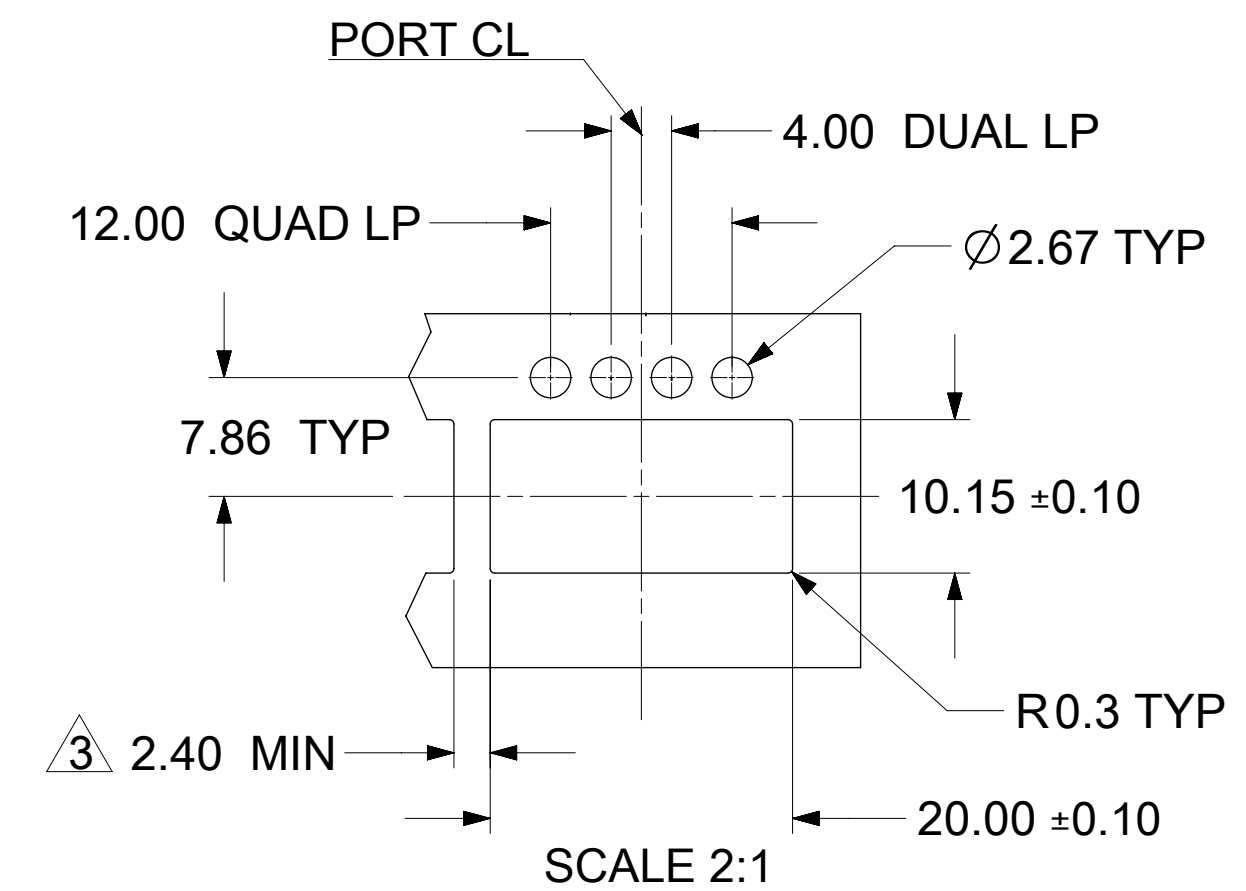 PORT CL
4.00 DUAL LP
12.00 QUAD LP
Ø2.67 TYP
7.86 TYP
10.15 ±0.10
R0.3 TYP
3 2.40 MIN
20.00 ±0.10
SCALE 2:1